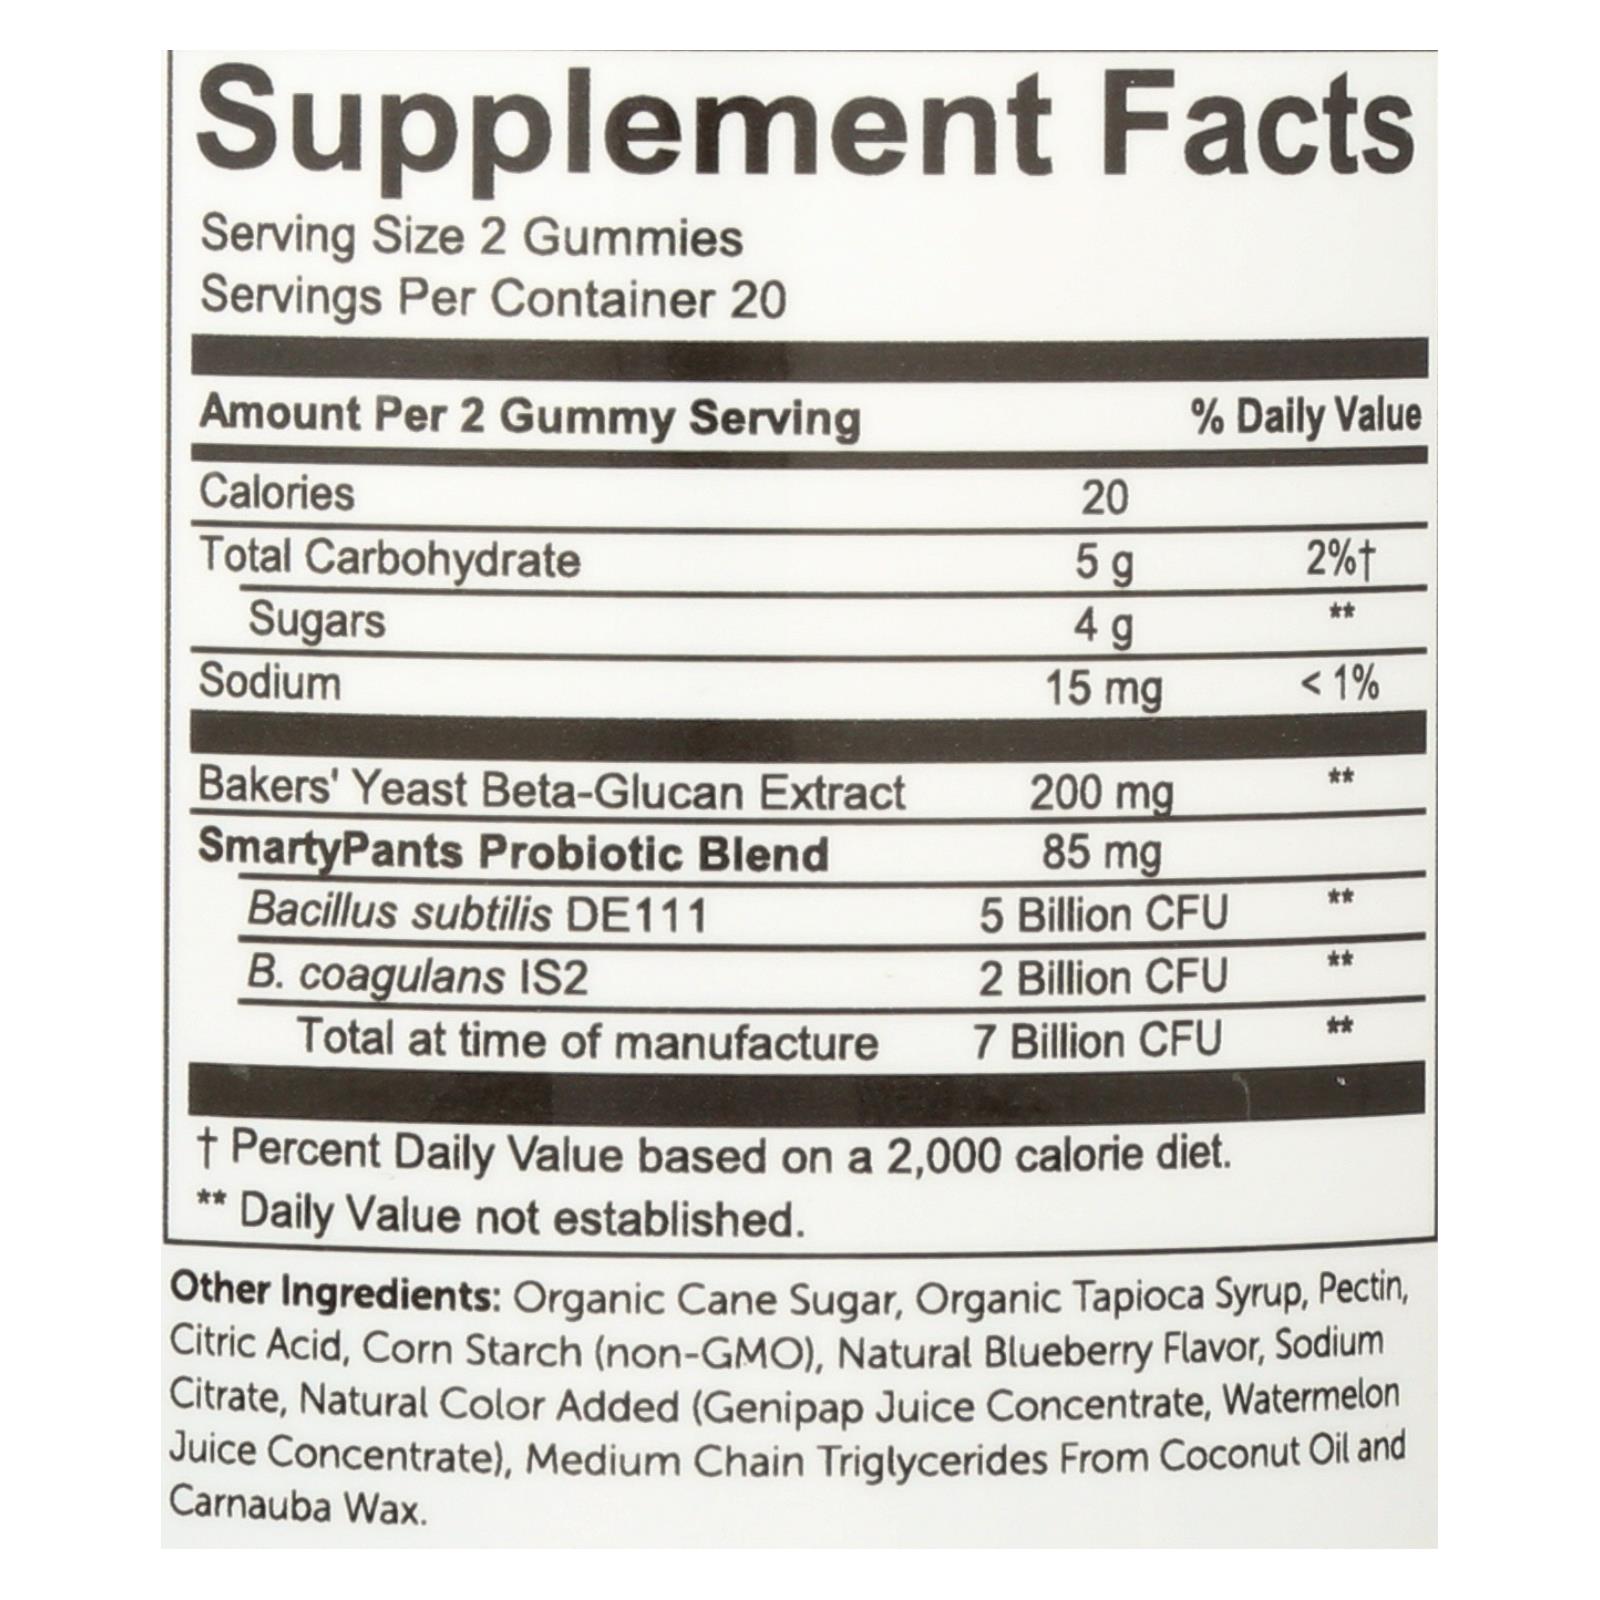 Supplement Facts
Serving Size 2 Gummies
Servings Per Container 20
Amount Per 2 Gummy Serving % Daily Value
Calories 20
Total Carbohydrate 5 g 2%†
Sugars 4 g **
Sodium 15 mg < 1%
Bakers' Yeast Beta-Glucan Extract 200 mg **
SmartyPants Probiotic Blend 85 mg
Bacillus subtilis DE111 5 Billion CFU **
B. coagulans IS2 2 Billion CFU **
Total at time of manufacture 7 Billion CFU **
† Percent Daily Value based on a 2,000 calorie diet.
** Daily Value not established.
Other Ingredients: Organic Cane Sugar, Organic Tapioca Syrup, Pectin,
Citric Acid, Corn Starch (non-GMO), Natural Blueberry Flavor, Sodium
Citrate, Natural Color Added (Genipap Juice Concentrate, Watermelon
Juice Concentrate), Medium Chain Triglycerides From Coconut Oil and
Carnauba Wax.